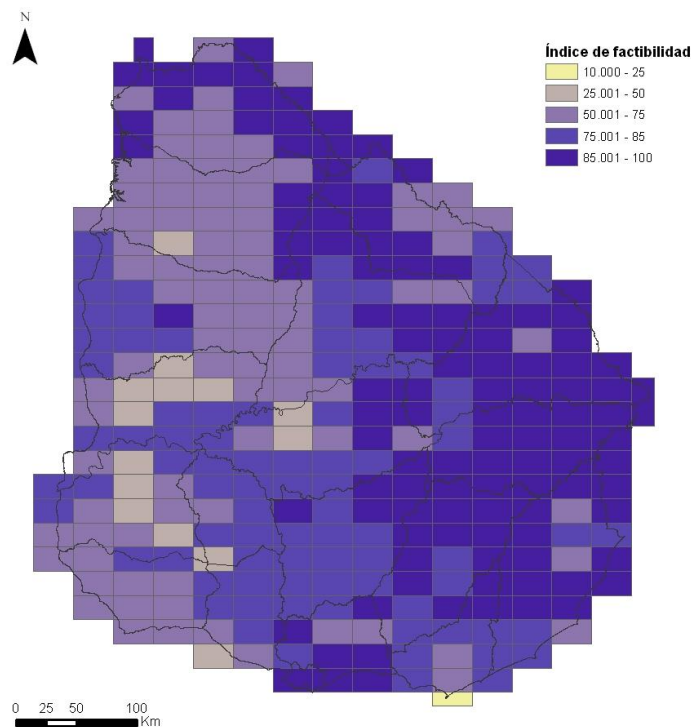 N
Índice de factibilidad
10.000 - 25
25.001 - 50
50.001 - 75
75.001 - 85
85.001 - 100
0 25 50 100
Km